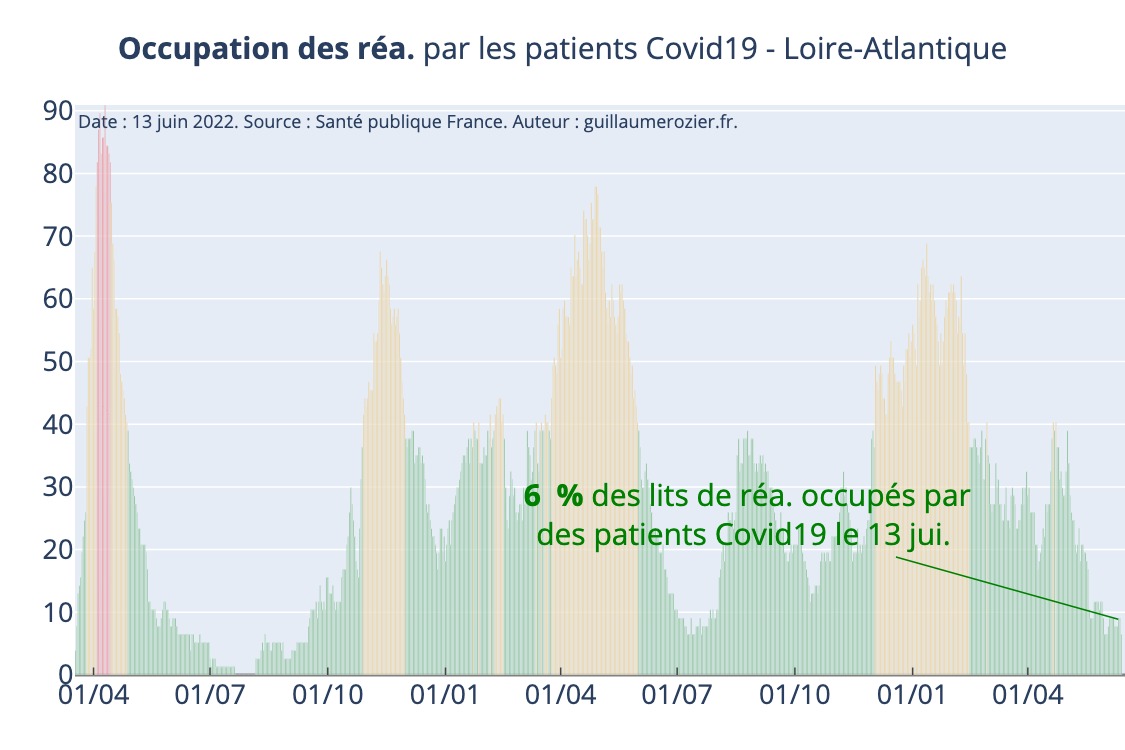 Occupation des réa. par les patients Covid19 - Loire-Atlantique
90
Date : 13 juin 2022. Source : Santé publique France. Auteur : guillaumerozier.fr.
80
70
60
50
40
30
6 % des lits de réa. occupés par
des patients Covid19 le 13 jui.
20
10
0
01/04 01/07 01/10 01/01 01/04 01/07 01/10 01/01 01/04